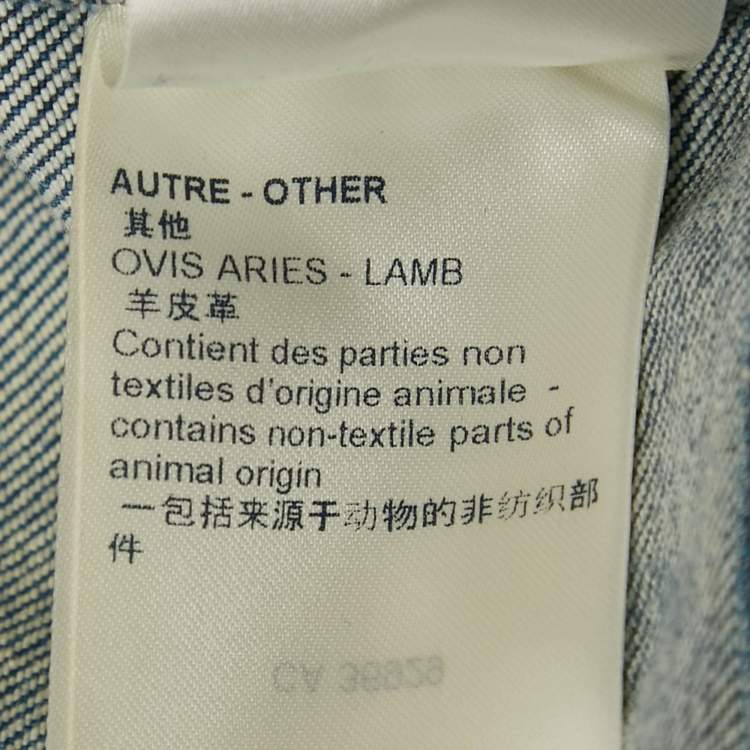 AUTRE - OTHER
其他
OVIS ARIES - LAMB
羊皮革
Contient des parties non
textiles d'origine animale -
contains non-textile parts of
animal origin
一包括来源于动物的非纺织部
件
CA 36929